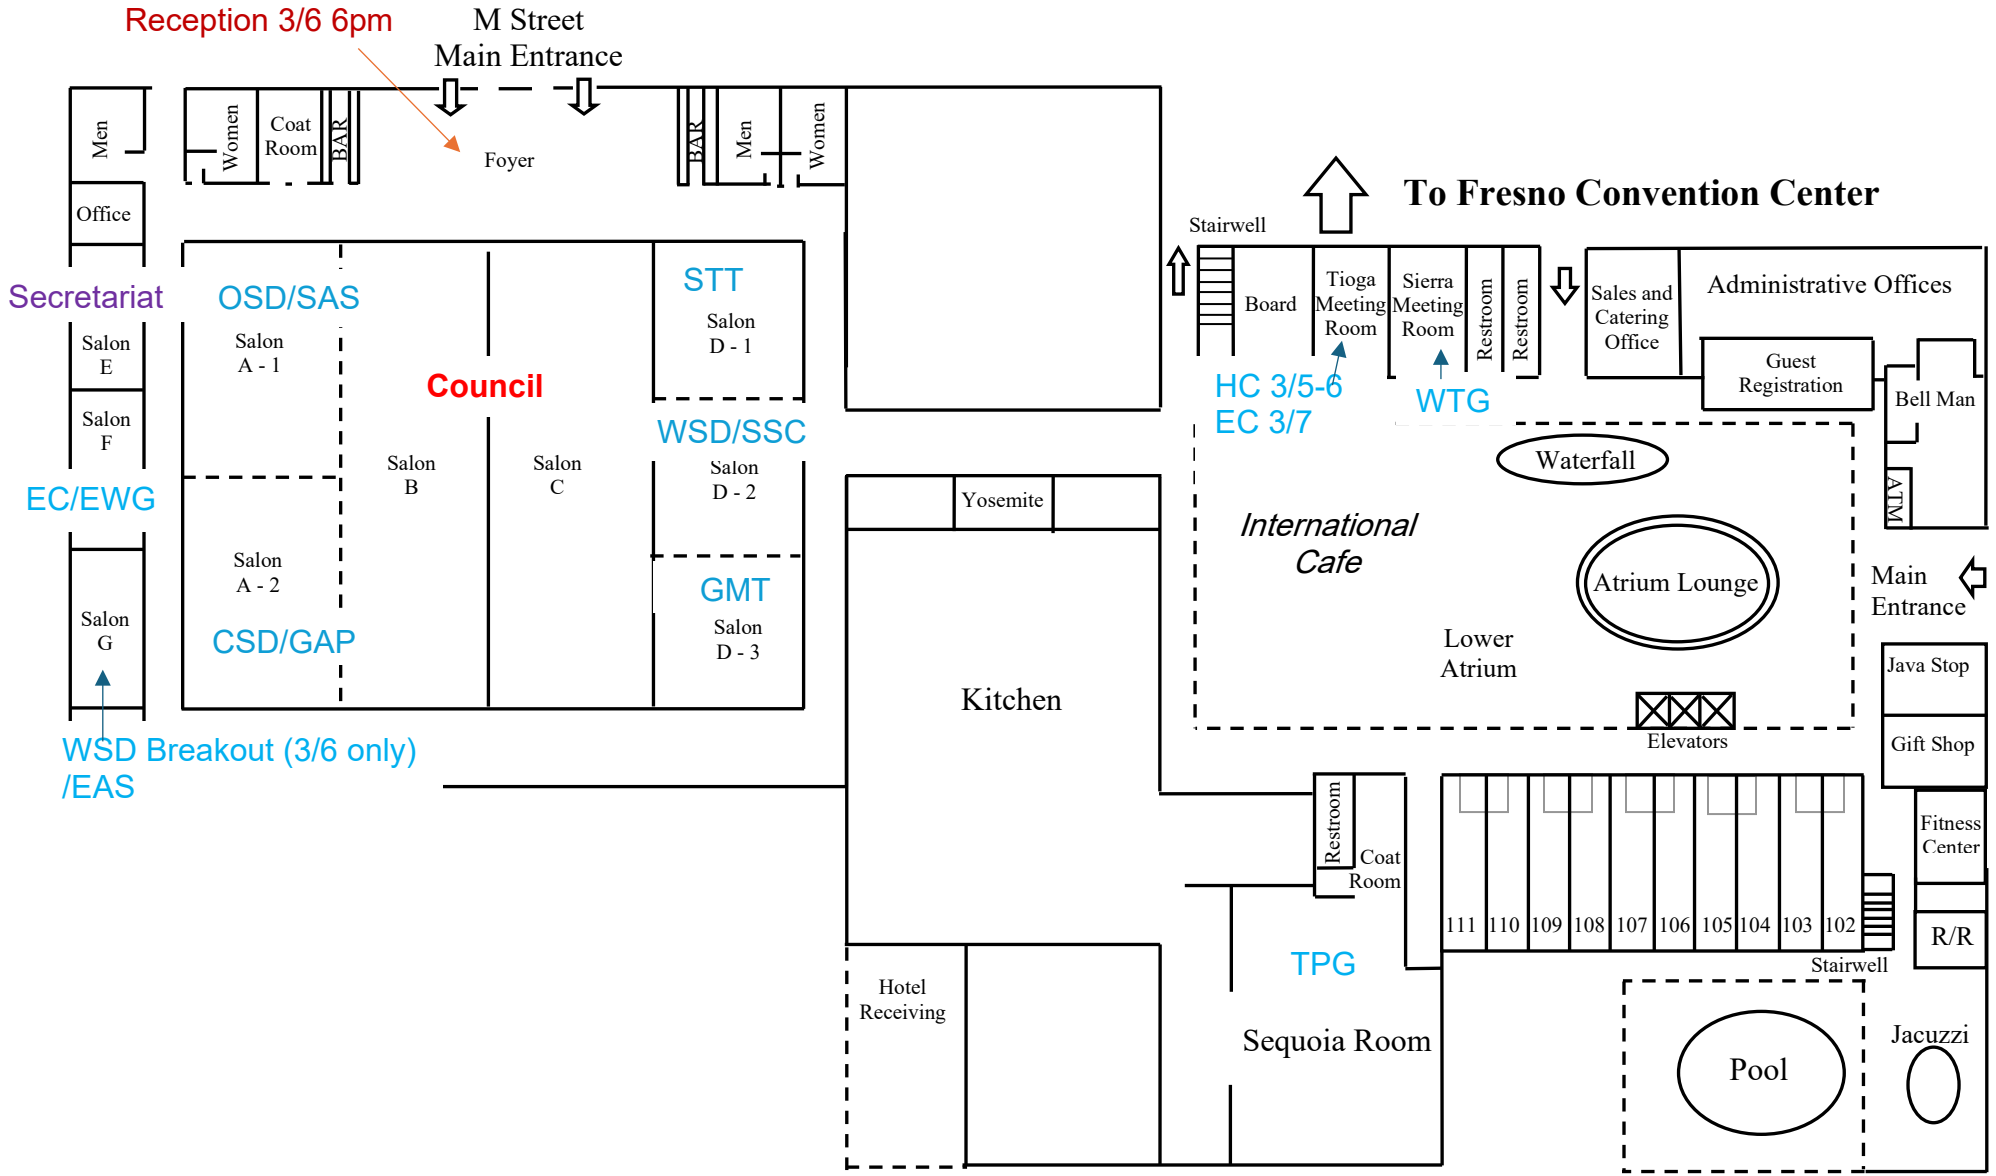 Reception 3/6 6pm
M Street
Main Entrance
Men
Women
Coat
Room
BAR
Foyer
BAR
Men
Women
Office
To Fresno Convention Center
Stairwell
Secretariat
Salon
E
Salon
F
EC/EWG
Salon
G
WSD Breakout (3/6 only)
/EAS
OSD/SAS
Salon
A - 1
Salon
A - 2
CSD/GAP
Council
Salon
B
Salon
C
STT
Salon
D - 1
WSD/SSC
Salon
D - 2
GMT
Salon
D - 3
Board
Tioga
Meeting
Room
Sierra
Meeting
Room
Restroom
Restroom
Sales and
Catering
Office
Administrative Offices
Guest
Registration
Bell Man
ATM
HC 3/5-6
EC 3/7
WTG
Waterfall
International
Cafe
Atrium Lounge
Lower
Atrium
Elevators
Main
Entrance
Java Stop
Gift Shop
Fitness
Center
R/R
Yosemite
Kitchen
Restroom
Coat
Room
111 110 109 108 107 106 105 104 103 102
Stairwell
TPG
Sequoia Room
Hotel
Receiving
Pool
Jacuzzi